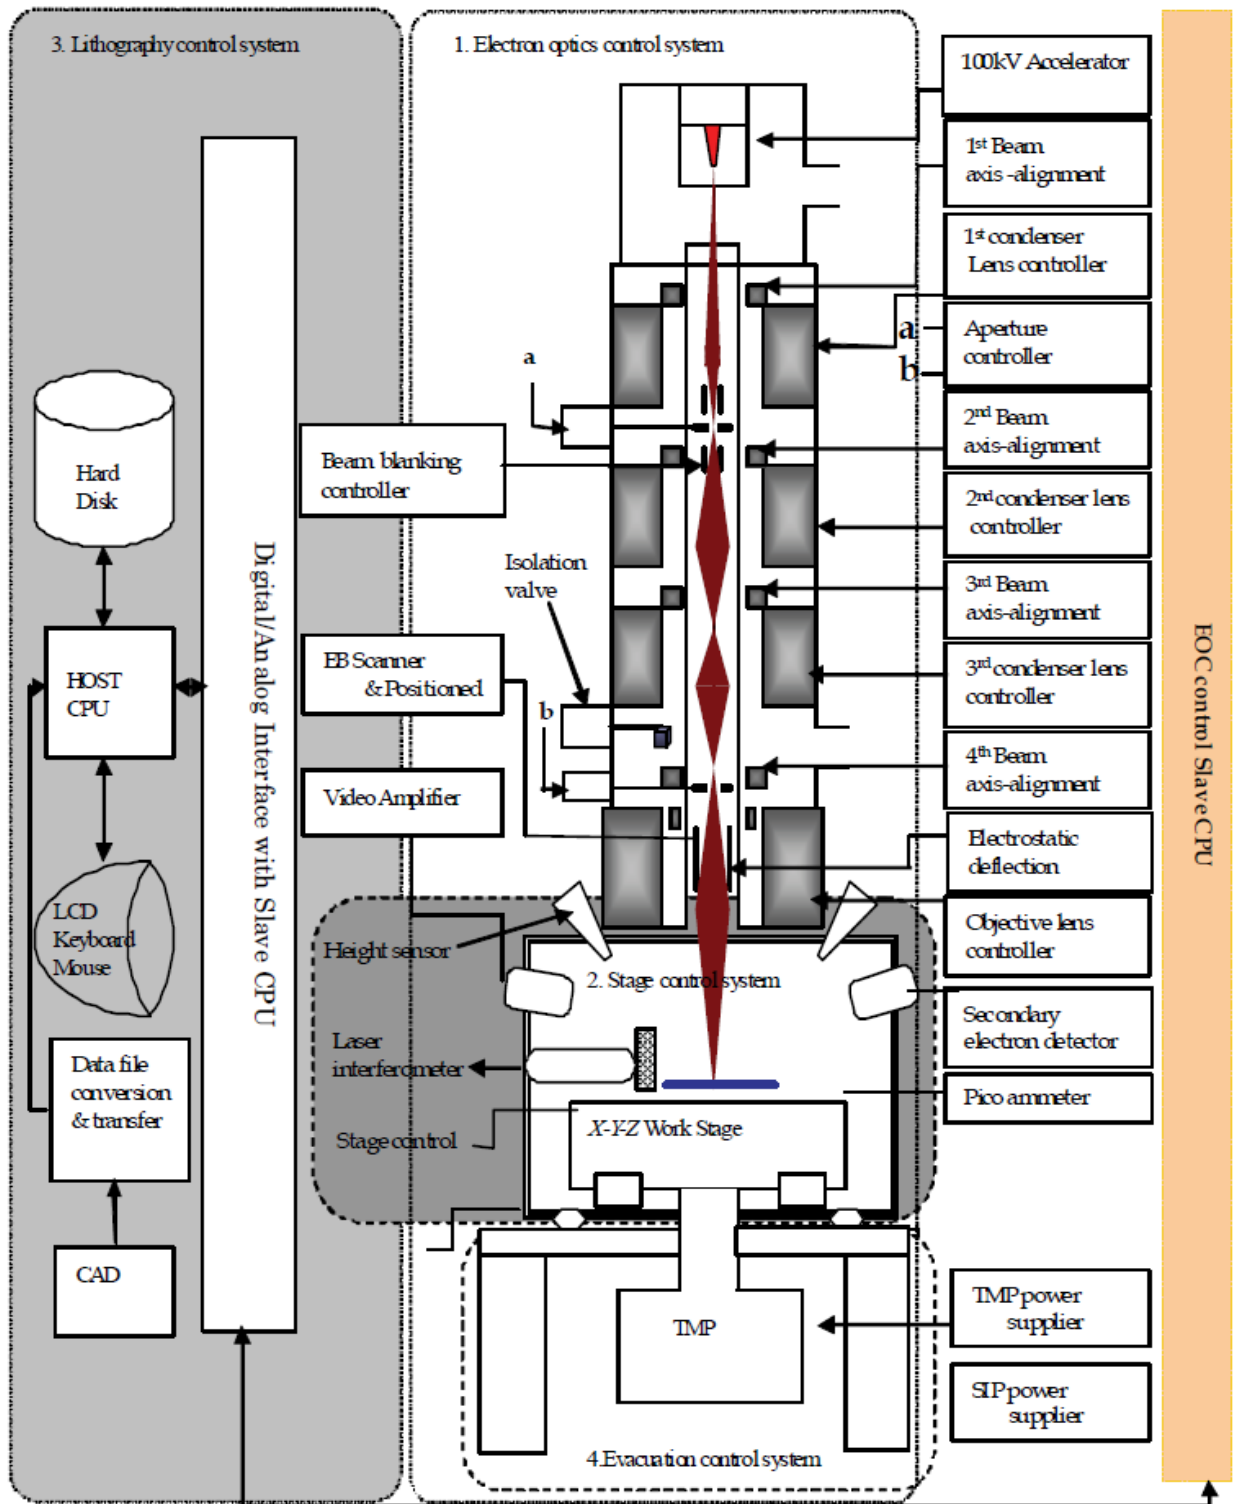 3. Lithography control system
1. Electron optics control system
100kV Accelerator
1st Beam
axis -alignment
1st condenser
Lens controller
a
Aperture
controller
b
a
2nd Beam
axis-alignment
Beam blanking
controller
Hard
Disk
2nd condenser lens
controller
Isolation
valve
3rd Beam
axis-alignment
Digital/Analog Interface with Slave CPU
EOC control Slave CPU
EB Scanner
& Positioned
HOST
CPU
3rd condenser lens
controller
b
4th Beam
axis-alignment
Video Amplifier
Electrostatic
deflection
LCD
Keyboard
Mouse
Objective lens
controller
Height sensor
2. Stage control system
Secondary
electron detector
Laser
interferometer
Data file
conversion
& transfer
Pico ammeter
X-Y-Z Work Stage
Stage control
CAD
TMP power
supplier
TMP
SIP power
supplier
4.Evacuation control system